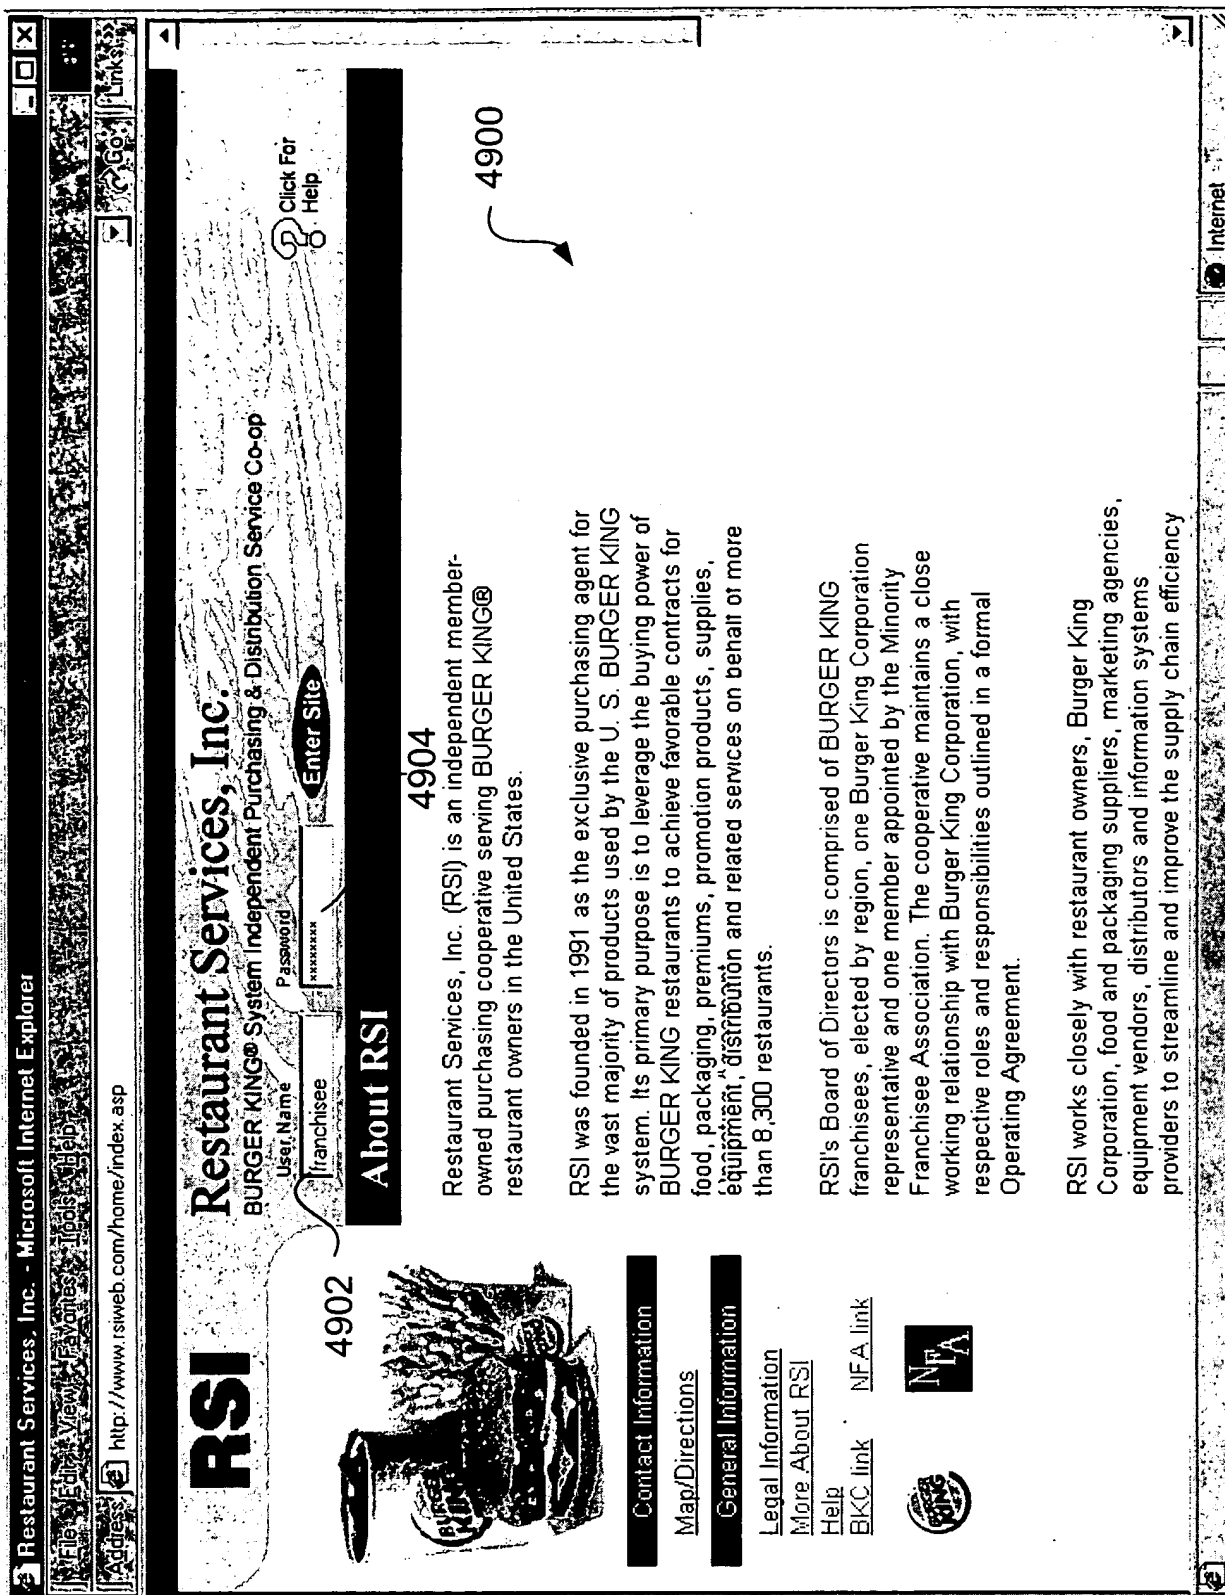 Restaurant Services, Inc. - Microsoft Internet Explorer
File Edit View Favorites Tools Help
Address http://www.rsiweb.com/home/index.asp Go Links
RSI
Restaurant Services, Inc.
BURGER KING® System Independent Purchasing & Distribution Service Co-op
User Name Password
franchisee xxxxxxxx Enter Site
Click For
Help
4902
4904
4900
About RSI
Contact Information
Map/Directions
General Information
Legal Information
More About RSI
Help
BKC link NFA link
BURGER KING
NFA
Restaurant Services, Inc. (RSI) is an independent member-
owned purchasing cooperative serving BURGER KING®
restaurant owners in the United States.
RSI was founded in 1991 as the exclusive purchasing agent for
the vast majority of products used by the U. S. BURGER KING
system. Its primary purpose is to leverage the buying power of
BURGER KING restaurants to achieve favorable contracts for
food, packaging, premiums, promotion products, supplies,
equipment, distribution and related services on behalf of more
than 8,300 restaurants.
RSI's Board of Directors is comprised of BURGER KING
franchisees, elected by region, one Burger King Corporation
representative and one member appointed by the Minority
Franchisee Association. The cooperative maintains a close
working relationship with Burger King Corporation, with
respective roles and responsibilities outlined in a formal
Operating Agreement.
RSI works closely with restaurant owners, Burger King
Corporation, food and packaging suppliers, marketing agencies,
equipment vendors, distributors and information systems
providers to streamline and improve the supply chain efficiency
Internet